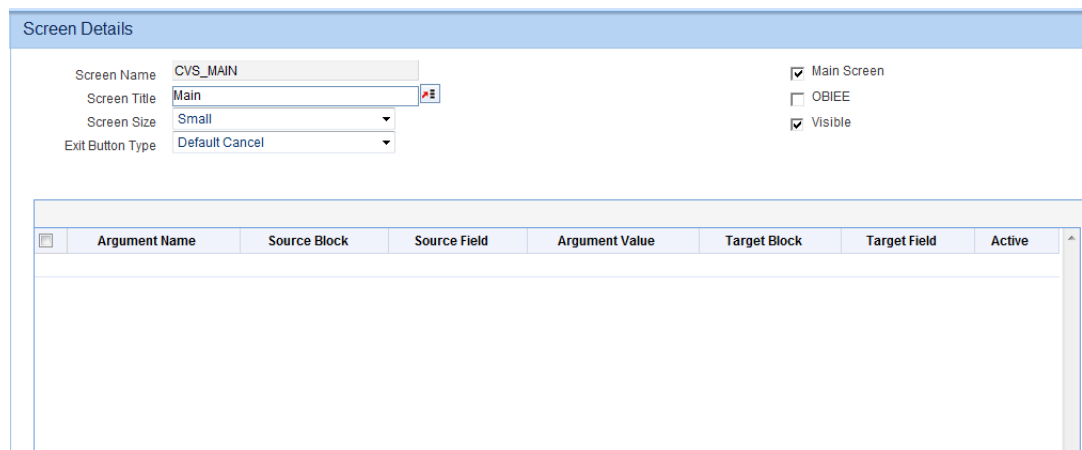 Screen Details
Screen Name CVS_MAIN
Main Screen
Screen Title Main
OBIEE
Screen Size Small
Visible
Exit Button Type Default Cancel
Argument Name Source Block Source Field Argument Value Target Block Target Field Active